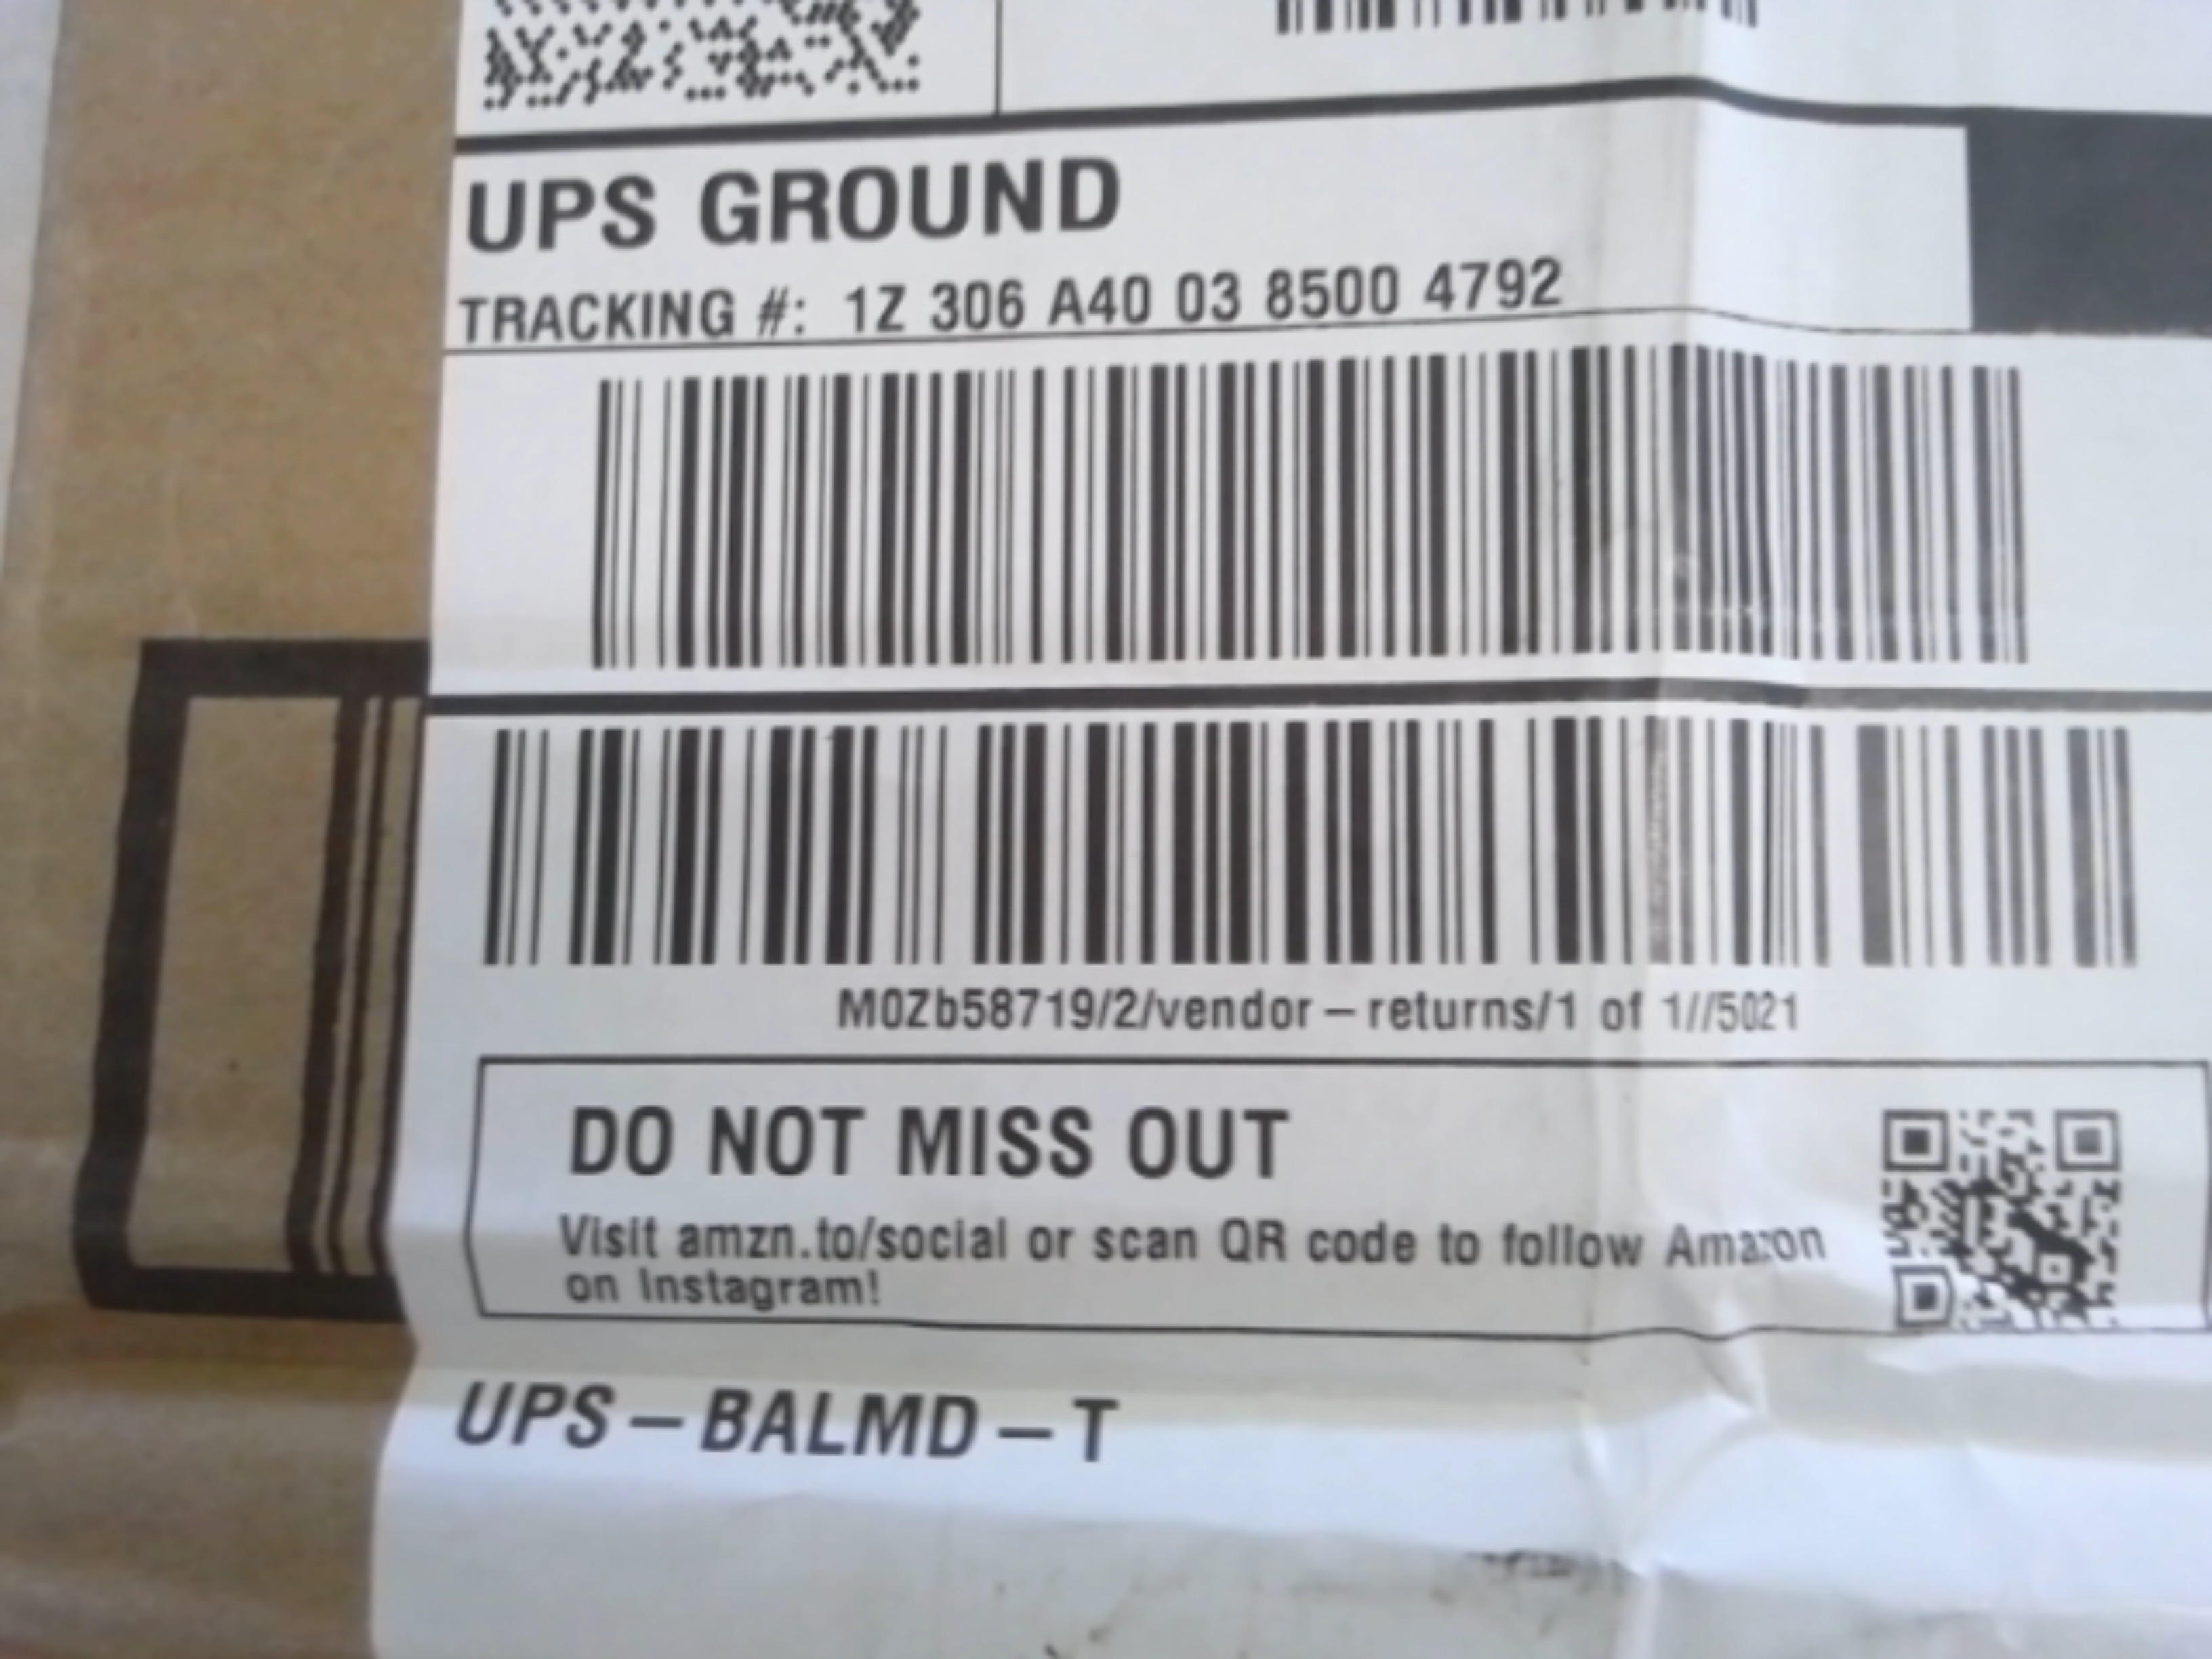 UPS GROUND
TRACKING #: 1Z 306 A40 03 8500 4792
M0Zb58719/2/vendor-returns/1 of 1//5021
DO NOT MISS OUT
Visit amzn.to/social or scan QR code to follow Amazon
on Instagram!
UPS-BALMD-T